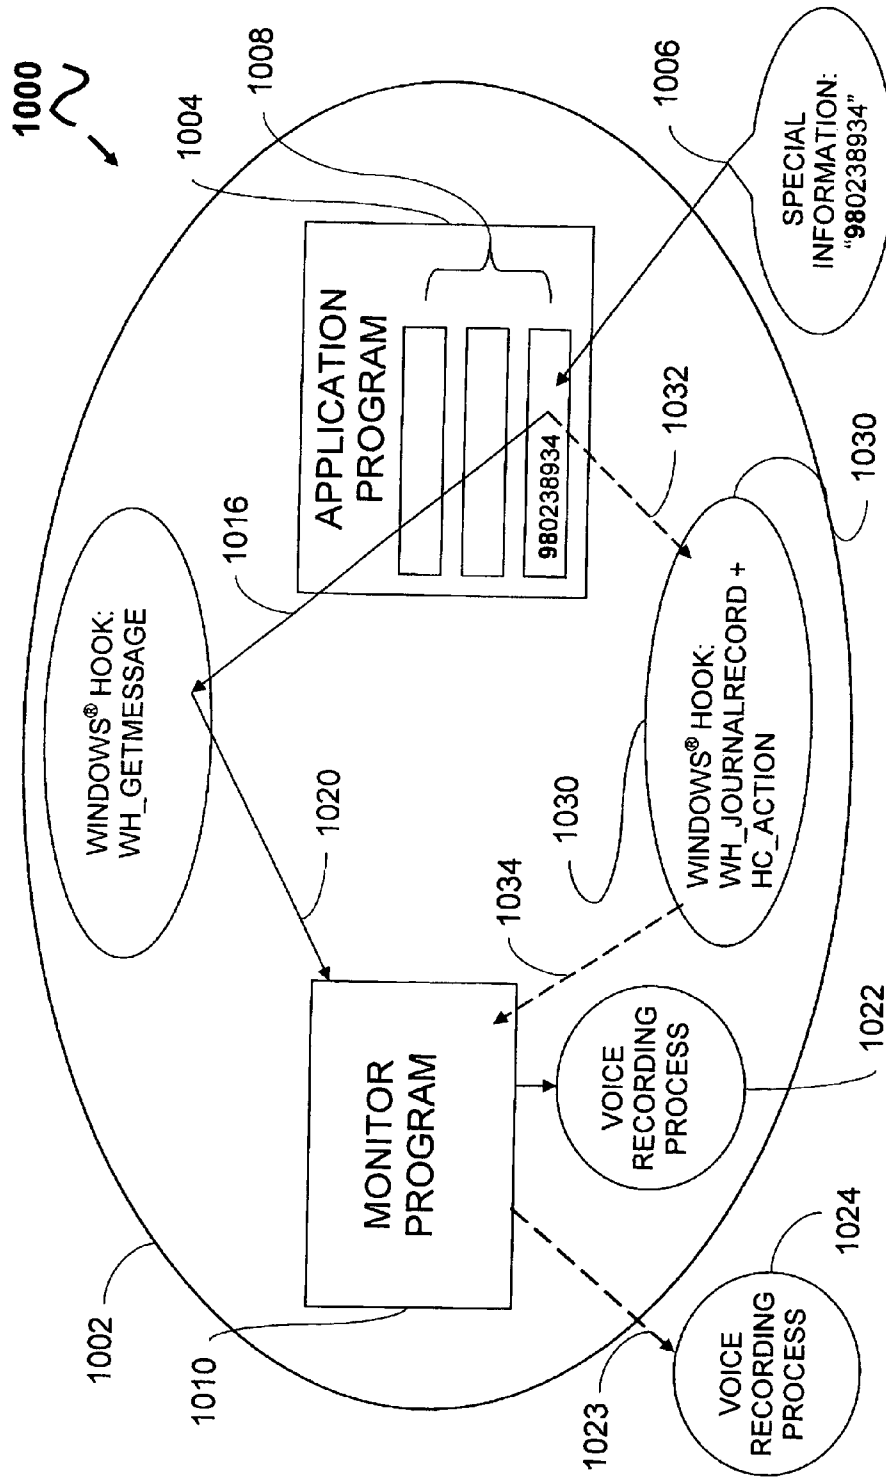 1000
1002
1004
1008
1006
1010
1016
1020
WINDOWS® HOOK:
WH_GETMESSAGE
APPLICATION
PROGRAM
980238934
SPECIAL
INFORMATION:
“980238934”
MONITOR
PROGRAM
1032
1034
1030
1030
WINDOWS® HOOK:
WH_JOURNALRECORD +
HC_ACTION
VOICE
RECORDING
PROCESS
1022
1023
VOICE
RECORDING
PROCESS
1024